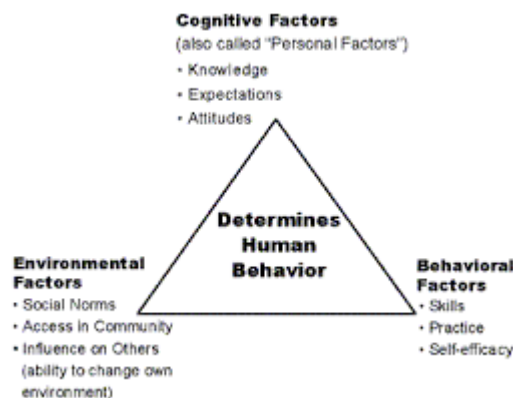 Cognitive Factors
(also called "Personal Factors")
• Knowledge
• Expectations
• Attitudes
Determines
Human
Behavior
Environmental
Factors
• Social Norms
• Access in Community
• Influence on Others
(ability to change own
environment)
Behavioral
Factors
• Skills
• Practice
• Self-efficacy